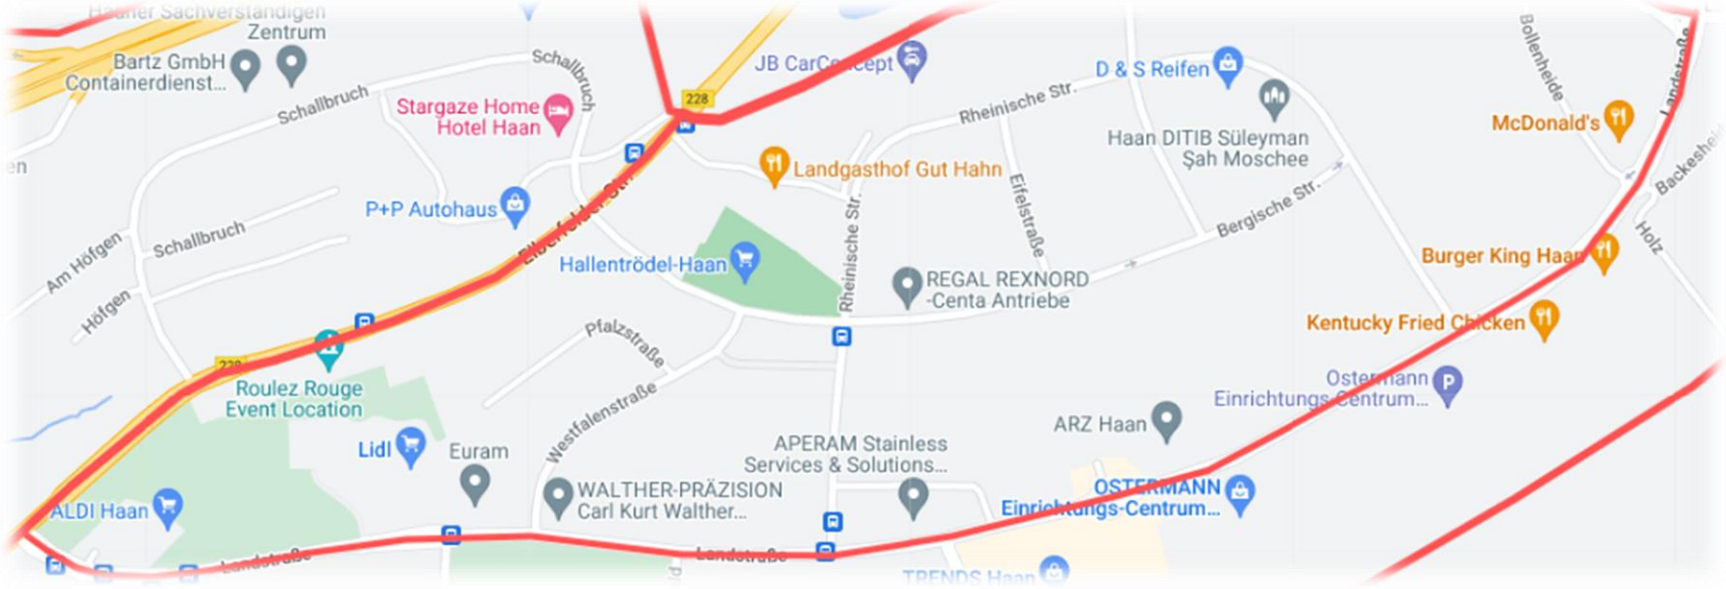 Haaner Sachverständigen
Zentrum
Bartz GmbH
Containerdienst...
Schallbruch
Schallbruch
Stargaze Home
Hotel Haan
228
JB CarConcept
D & S Reifen
Rheinische Str.
Haan DITIB Süleyman
Şah Moschee
Bollenheide
Landstraße
McDonald's
en
Landgasthof Gut Hahn
P+P Autohaus
Elberfelder Str.
Schallbruch
Am Höfgen
Höfgen
Hallentrödel-Haan
Rheinische Str.
Eifelstraße
Bergische Str.
REGAL REXNORD
-Centa Antriebe
Holz
Burger King Haan
Kentucky Fried Chicken
Pfalzstraße
228
Roulez Rouge
Event Location
Westfalenstraße
Ostermann
Einrichtungs-Centrum...
P
ARZ Haan
Lidl
Euram
APERAM Stainless
Services & Solutions...
WALTHER-PRÄZISION
Carl Kurt Walther...
OSTERMANN
Einrichtungs-Centrum...
ALDI Haan
Landstraße
Landstraße
TRENDS Haan